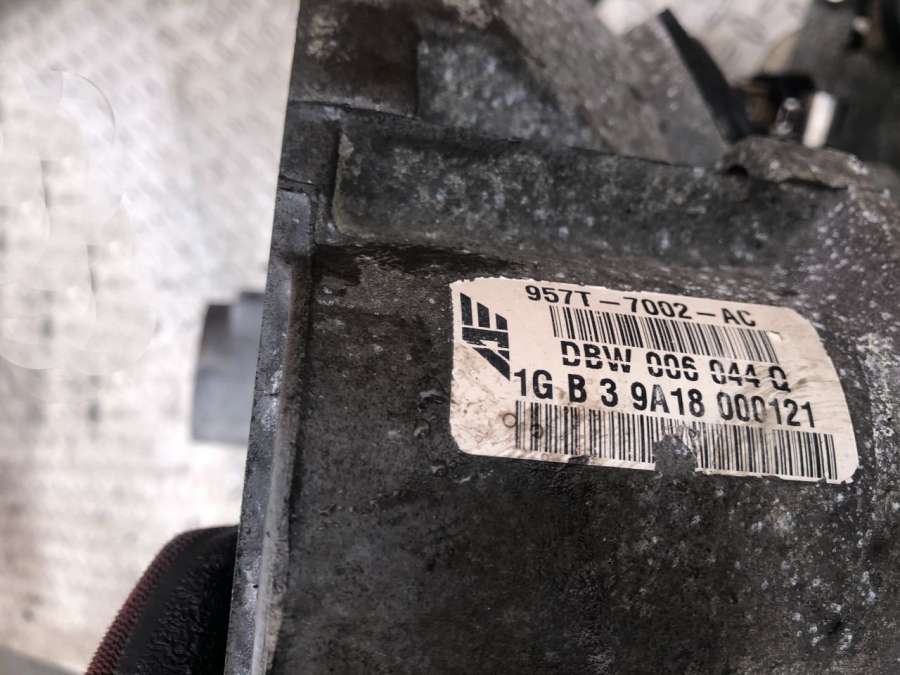 957T-7002-AC
DBW 006 044 Q
1G B 3 9A18 000121